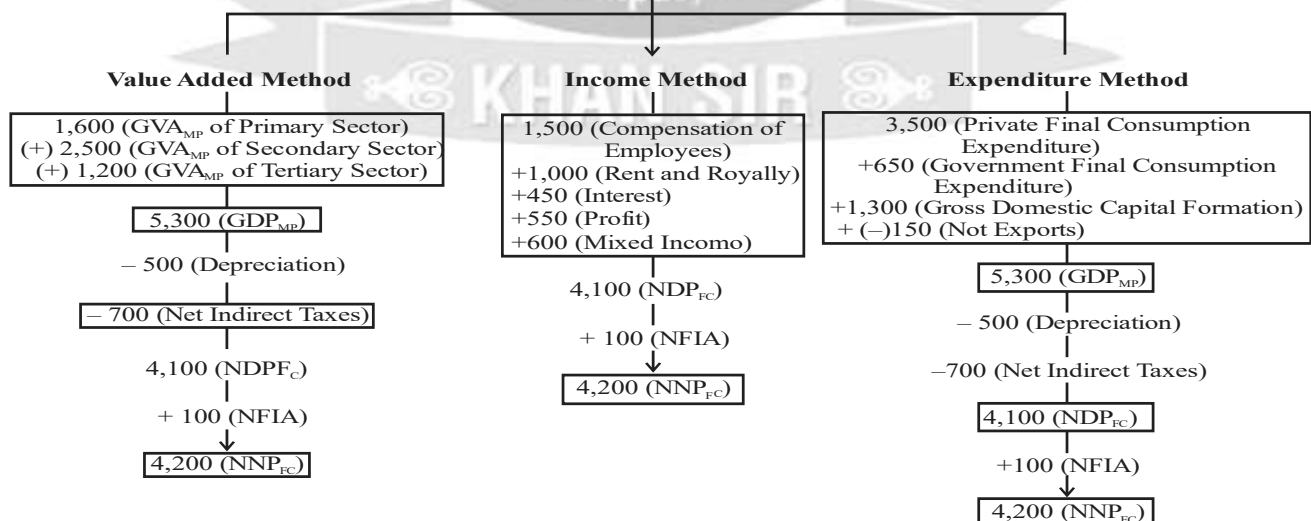 KHAN SIR
Value Added Method
1,600 (GVA_MP of Primary Sector)
(+) 2,500 (GVA_MP of Secondary Sector)
(+) 1,200 (GVA_MP of Tertiary Sector)
5,300 (GDP_MP)
– 500 (Depreciation)
– 700 (Net Indirect Taxes)
4,100 (NDPF_C)
+ 100 (NFIA)
4,200 (NNP_FC)
Income Method
1,500 (Compensation of
Employees)
+1,000 (Rent and Royally)
+450 (Interest)
+550 (Profit)
+600 (Mixed Incomo)
4,100 (NDP_FC)
+ 100 (NFIA)
4,200 (NNP_FC)
Expenditure Method
3,500 (Private Final Consumption
Expenditure)
+650 (Government Final Consumption
Expenditure)
+1,300 (Gross Domestic Capital Formation)
+ (–)150 (Not Exports)
5,300 (GDP_MP)
– 500 (Depreciation)
–700 (Net Indirect Taxes)
4,100 (NDP_FC)
+100 (NFIA)
4,200 (NNP_FC)